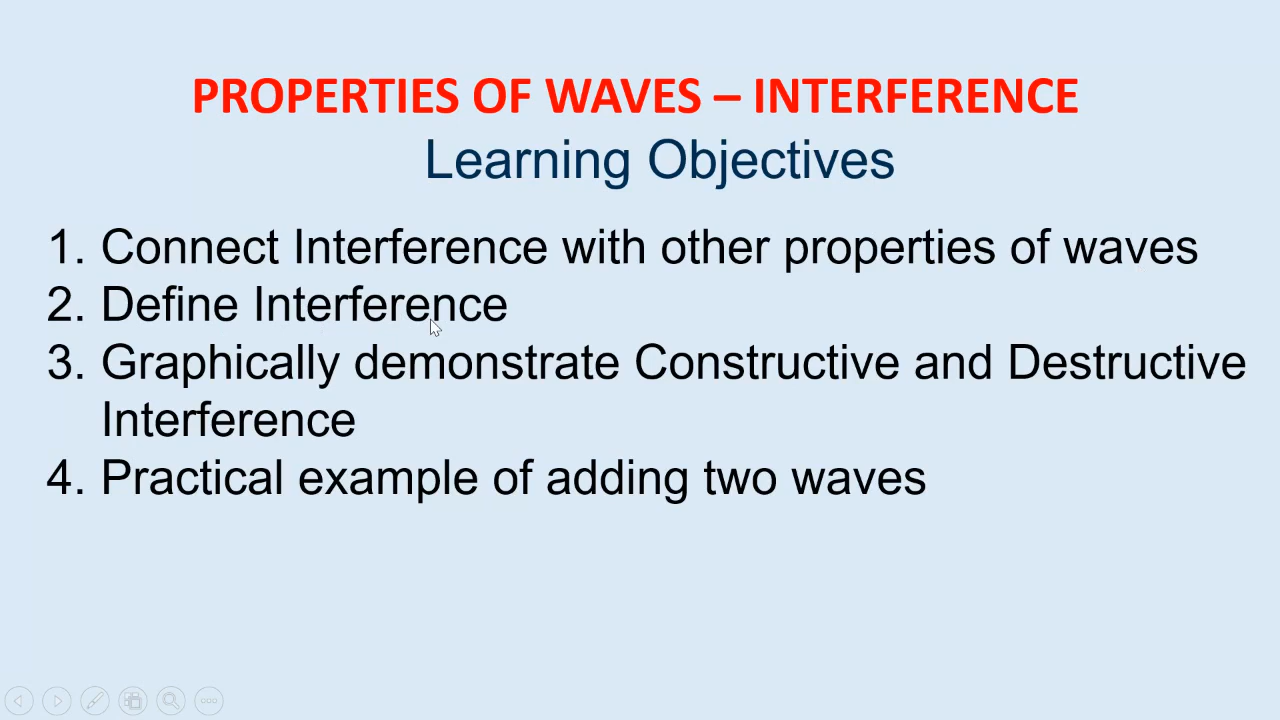 PROPERTIES OF WAVES – INTERFERENCE
Learning Objectives
1. Connect Interference with other properties of waves
2. Define Interference
3. Graphically demonstrate Constructive and Destructive
Interference
4. Practical example of adding two waves